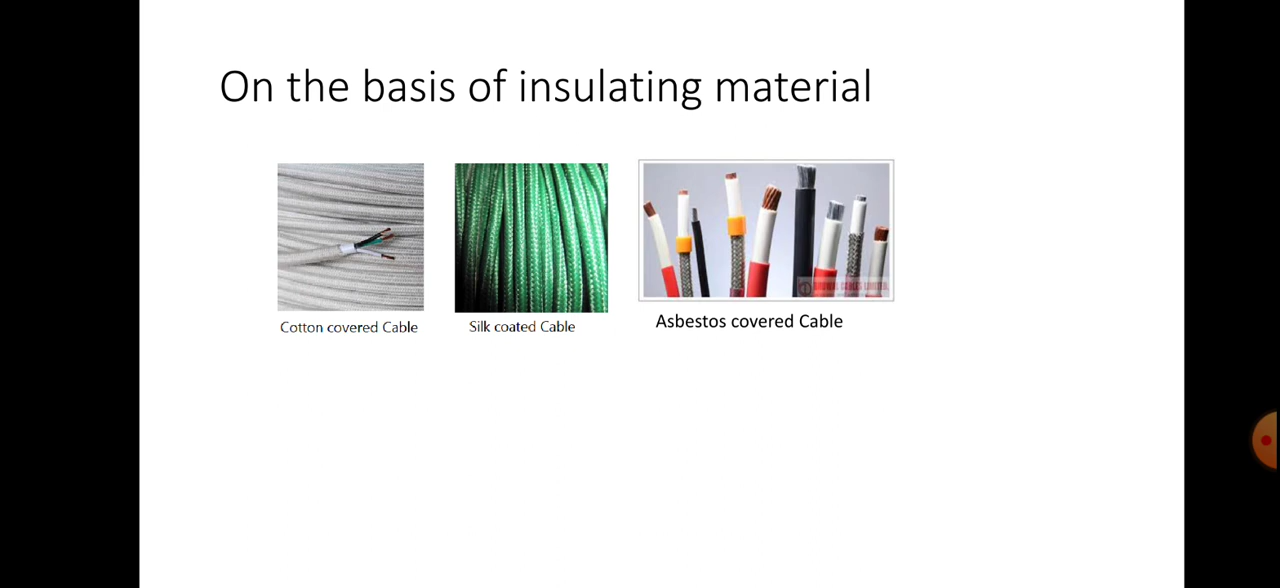 On the basis of insulating material
Cotton covered Cable
Silk coated Cable
Asbestos covered Cable